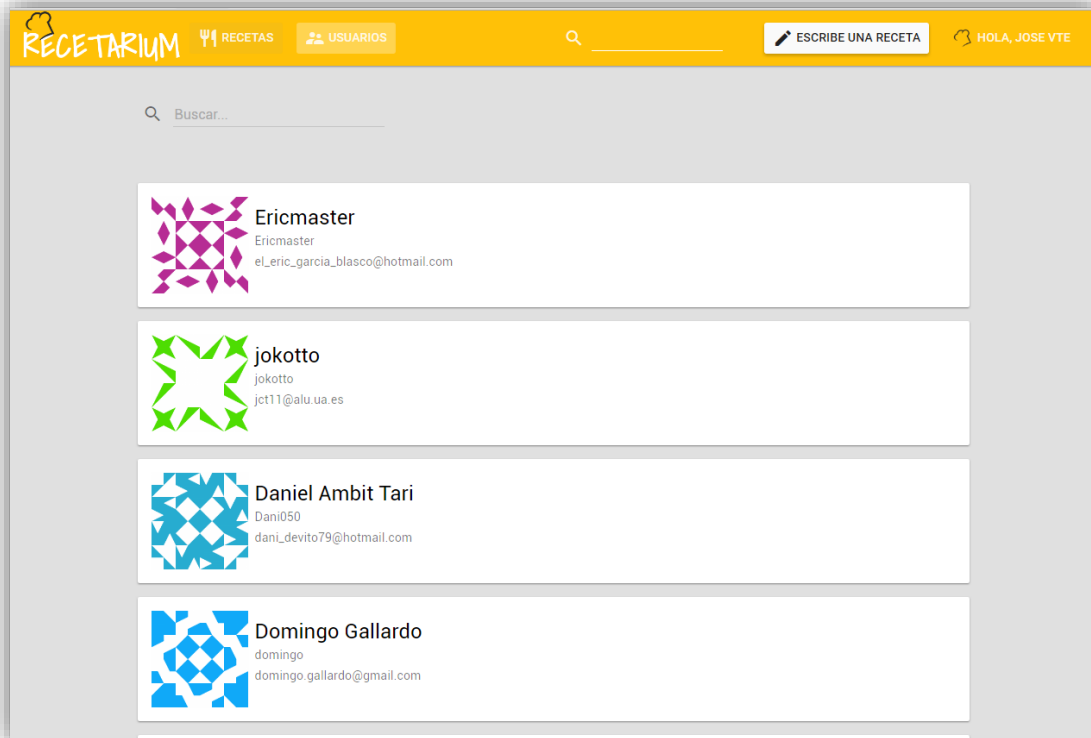 RECETARIUM
RECETAS
USUARIOS
ESCRIBE UNA RECETA
HOLA, JOSE VTE
Buscar...
Ericmaster
Ericmaster
el_eric_garcia_blasco@hotmail.com
jokotto
jokotto
jct11@alu.ua.es
Daniel Ambit Tari
Dani050
dani_devito79@hotmail.com
Domingo Gallardo
domingo
domingo.gallardo@gmail.com